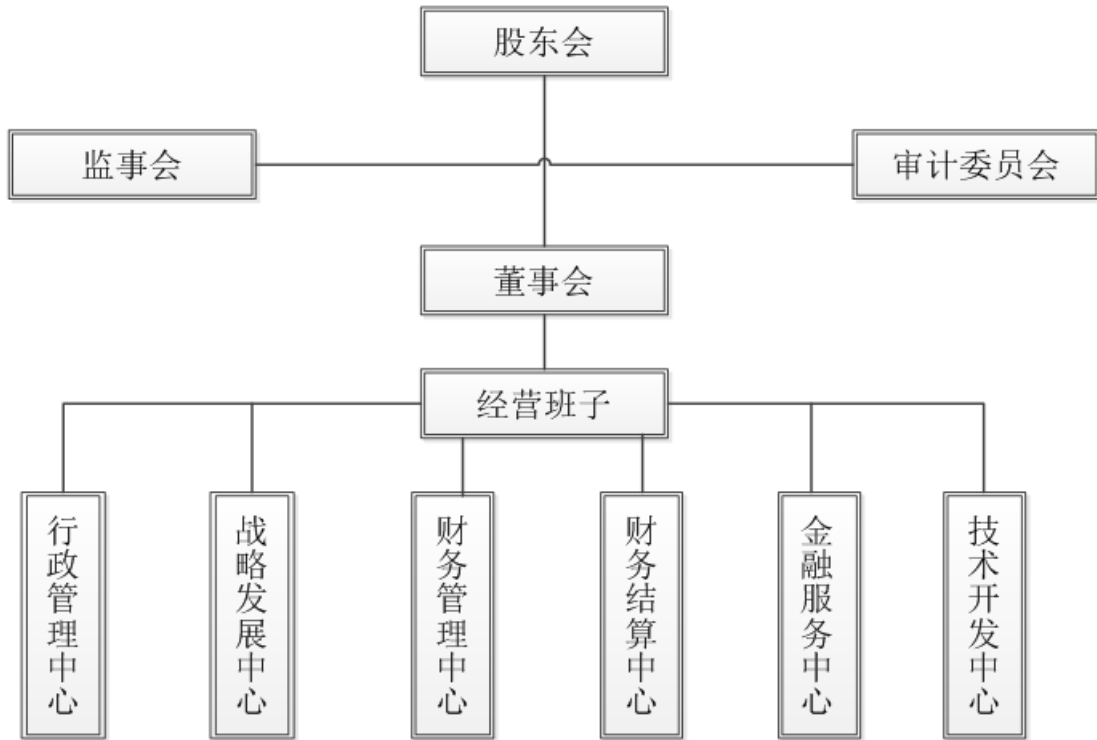 股东会
监事会
审计委员会
董事会
经营班子
行政管理中心
战略发展中心
财务管理中心
财务结算中心
金融服务中心
技术开发中心